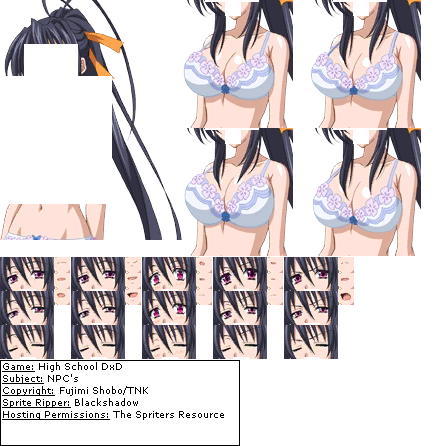 Game: High School DxD
Subject: NPC's
Copyright: Fujimi Shobo/TNK
Sprite Ripper: Blackshadow
Hosting Permissions: The Spriters Resource